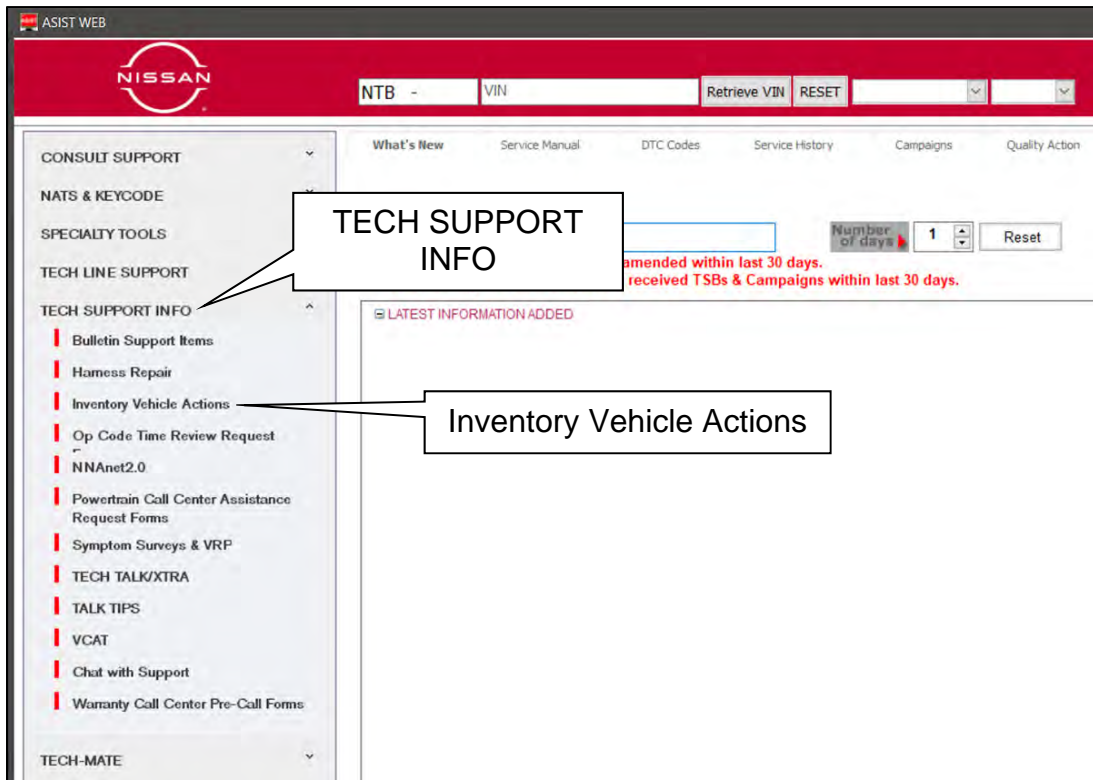 ASIST WEB
NISSAN
NTB - VIN Retrieve VIN RESET
What's New Service Manual DTC Codes Service History Campaigns Quality Action
CONSULT SUPPORT
NATS & KEYCODE
SPECIALTY TOOLS
TECH LINE SUPPORT
TECH SUPPORT INFO
Bulletin Support Items
Harness Repair
Inventory Vehicle Actions
Op Code Time Review Request
NNAnet2.0
Powertrain Call Center Assistance
Request Forms
Symptom Surveys & VRP
TECH TALK/XTRA
TALK TIPS
VCAT
Chat with Support
Warranty Call Center Pre-Call Forms
TECH-MATE
TECH SUPPORT
INFO
Number
of days 1 Reset
amended within last 30 days.
received TSBs & Campaigns within last 30 days.
LATEST INFORMATION ADDED
Inventory Vehicle Actions